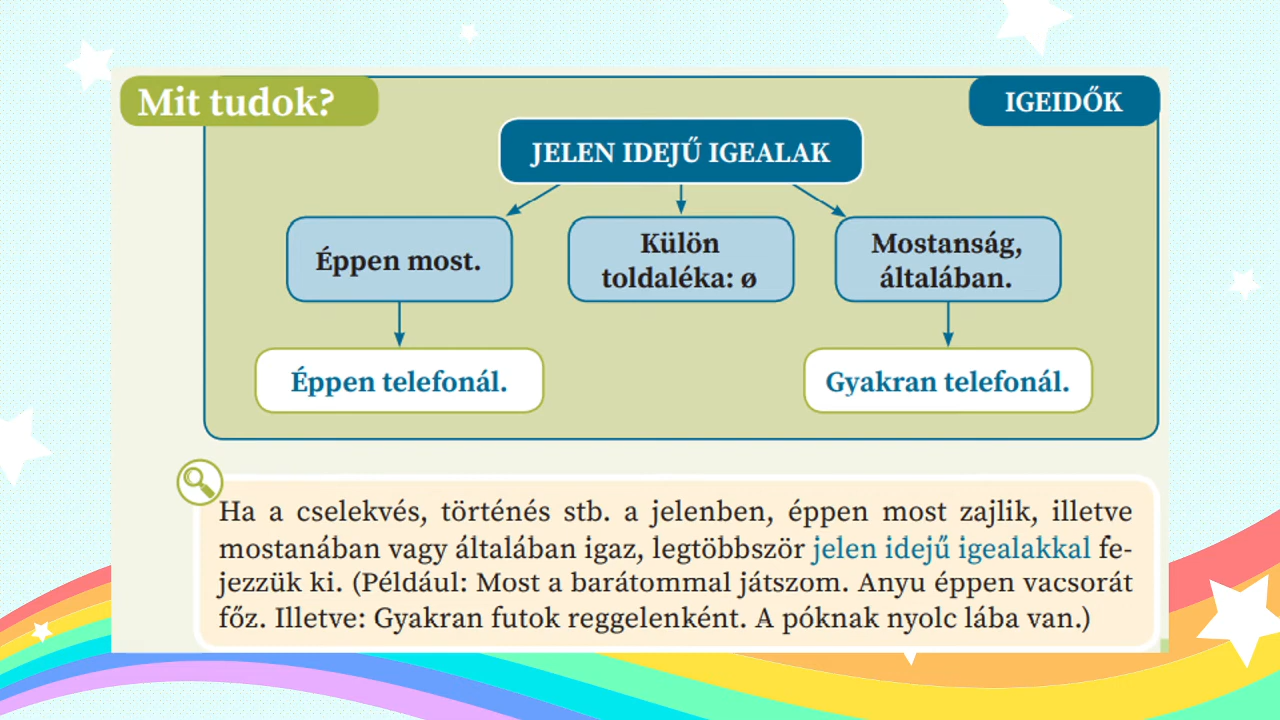 Mit tudok?
IGEIDŐK
JELEN IDEJŰ IGEALAK
Éppen most.
Külön
toldaléka: ø
Mostanság,
általában.
Éppen telefonál.
Gyakran telefonál.
Ha a cselekvés, történés stb. a jelenben, éppen most zajlik, illetve
mostanában vagy általában igaz, legtöbbször jelen idejű igealakkal fe-
jezzük ki. (Például: Most a barátommal játszom. Anyu éppen vacsorát
főz. Illetve: Gyakran futok reggelenként. A póknak nyolc lába van.)